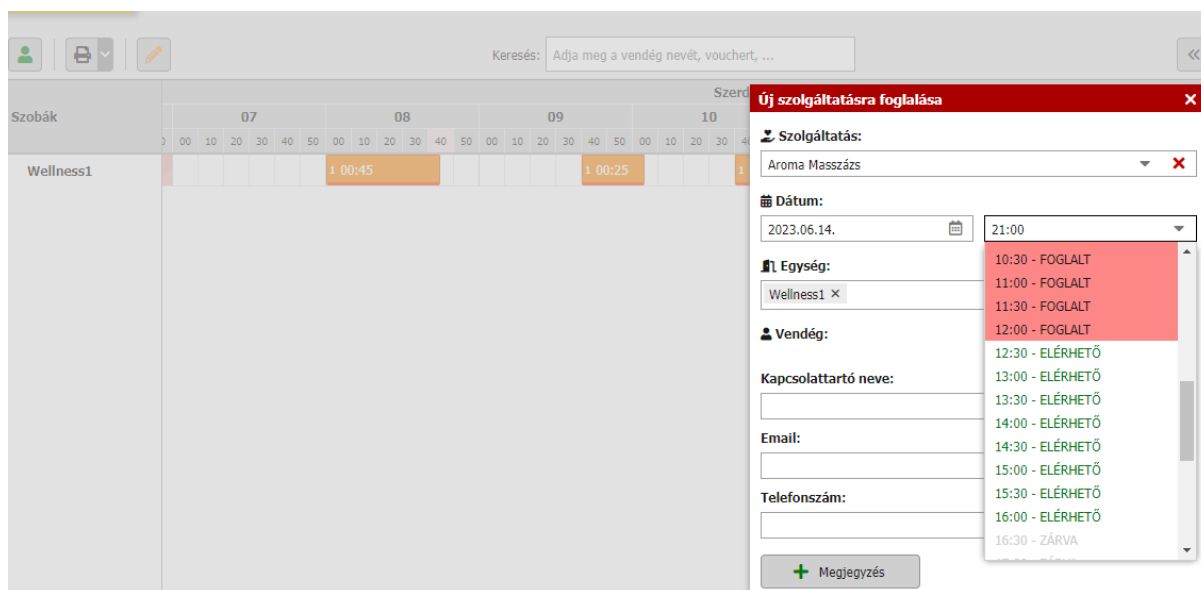 Keresés: Adja meg a vendég nevét, vouchert, ...
Szerd
Szobák
07 08 09 10
00 10 20 30 40 50 00 10 20 30 40 50 00 10 20 30 40 50 00 10 20 30
Wellness1
1 00:45 1 00:25 1
Új szolgáltatásra foglalása
Szolgáltatás:
Aroma Masszázs
Dátum:
2023.06.14. 21:00
10:30 - FOGLALT
11:00 - FOGLALT
11:30 - FOGLALT
12:00 - FOGLALT
12:30 - ELÉRHETŐ
13:00 - ELÉRHETŐ
13:30 - ELÉRHETŐ
14:00 - ELÉRHETŐ
14:30 - ELÉRHETŐ
15:00 - ELÉRHETŐ
15:30 - ELÉRHETŐ
16:00 - ELÉRHETŐ
16:30 - ZÁRVA
Egység:
Wellness1 ×
Vendég:
Kapcsolattartó neve:
Email:
Telefonszám:
Megjegyzés